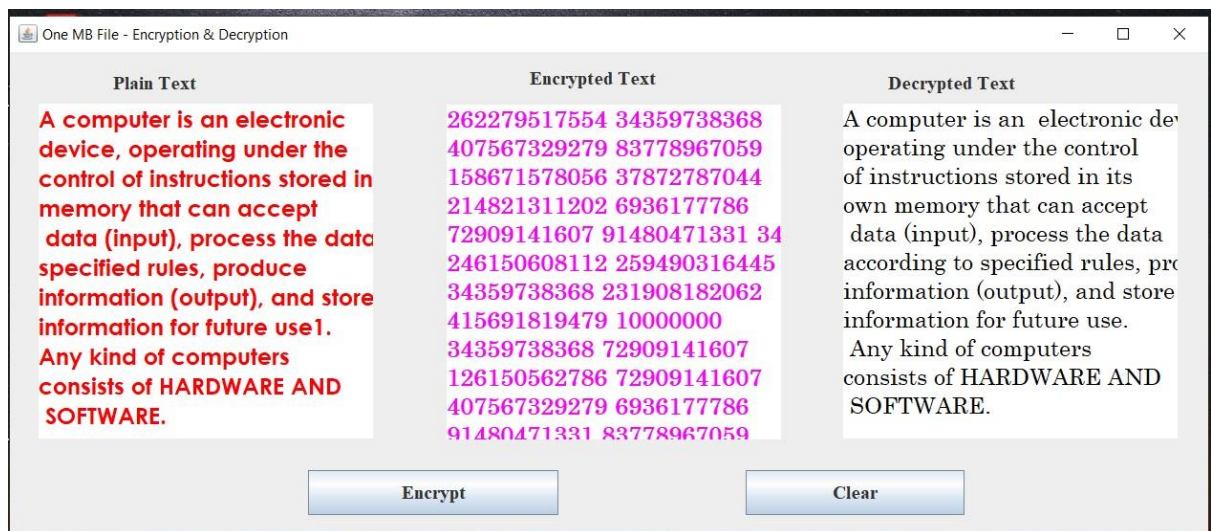 One MB File - Encryption & Decryption
Plain Text
A computer is an electronic
device, operating under the
control of instructions stored in
memory that can accept
data (input), process the data
specified rules, produce
information (output), and store
information for future use1.
Any kind of computers
consists of HARDWARE AND
SOFTWARE.
Encrypted Text
262279517554 34359738368
407567329279 83778967059
158671578056 37872787044
214821311202 6936177786
72909141607 91480471331 34
246150608112 259490316445
34359738368 231908182062
415691819479 10000000
34359738368 72909141607
126150562786 72909141607
407567329279 6936177786
91480471331 83778967059
Decrypted Text
A computer is an electronic dev
operating under the control
of instructions stored in its
own memory that can accept
data (input), process the data
according to specified rules, pro
information (output), and store
information for future use.
Any kind of computers
consists of HARDWARE AND
SOFTWARE.
Encrypt
Clear